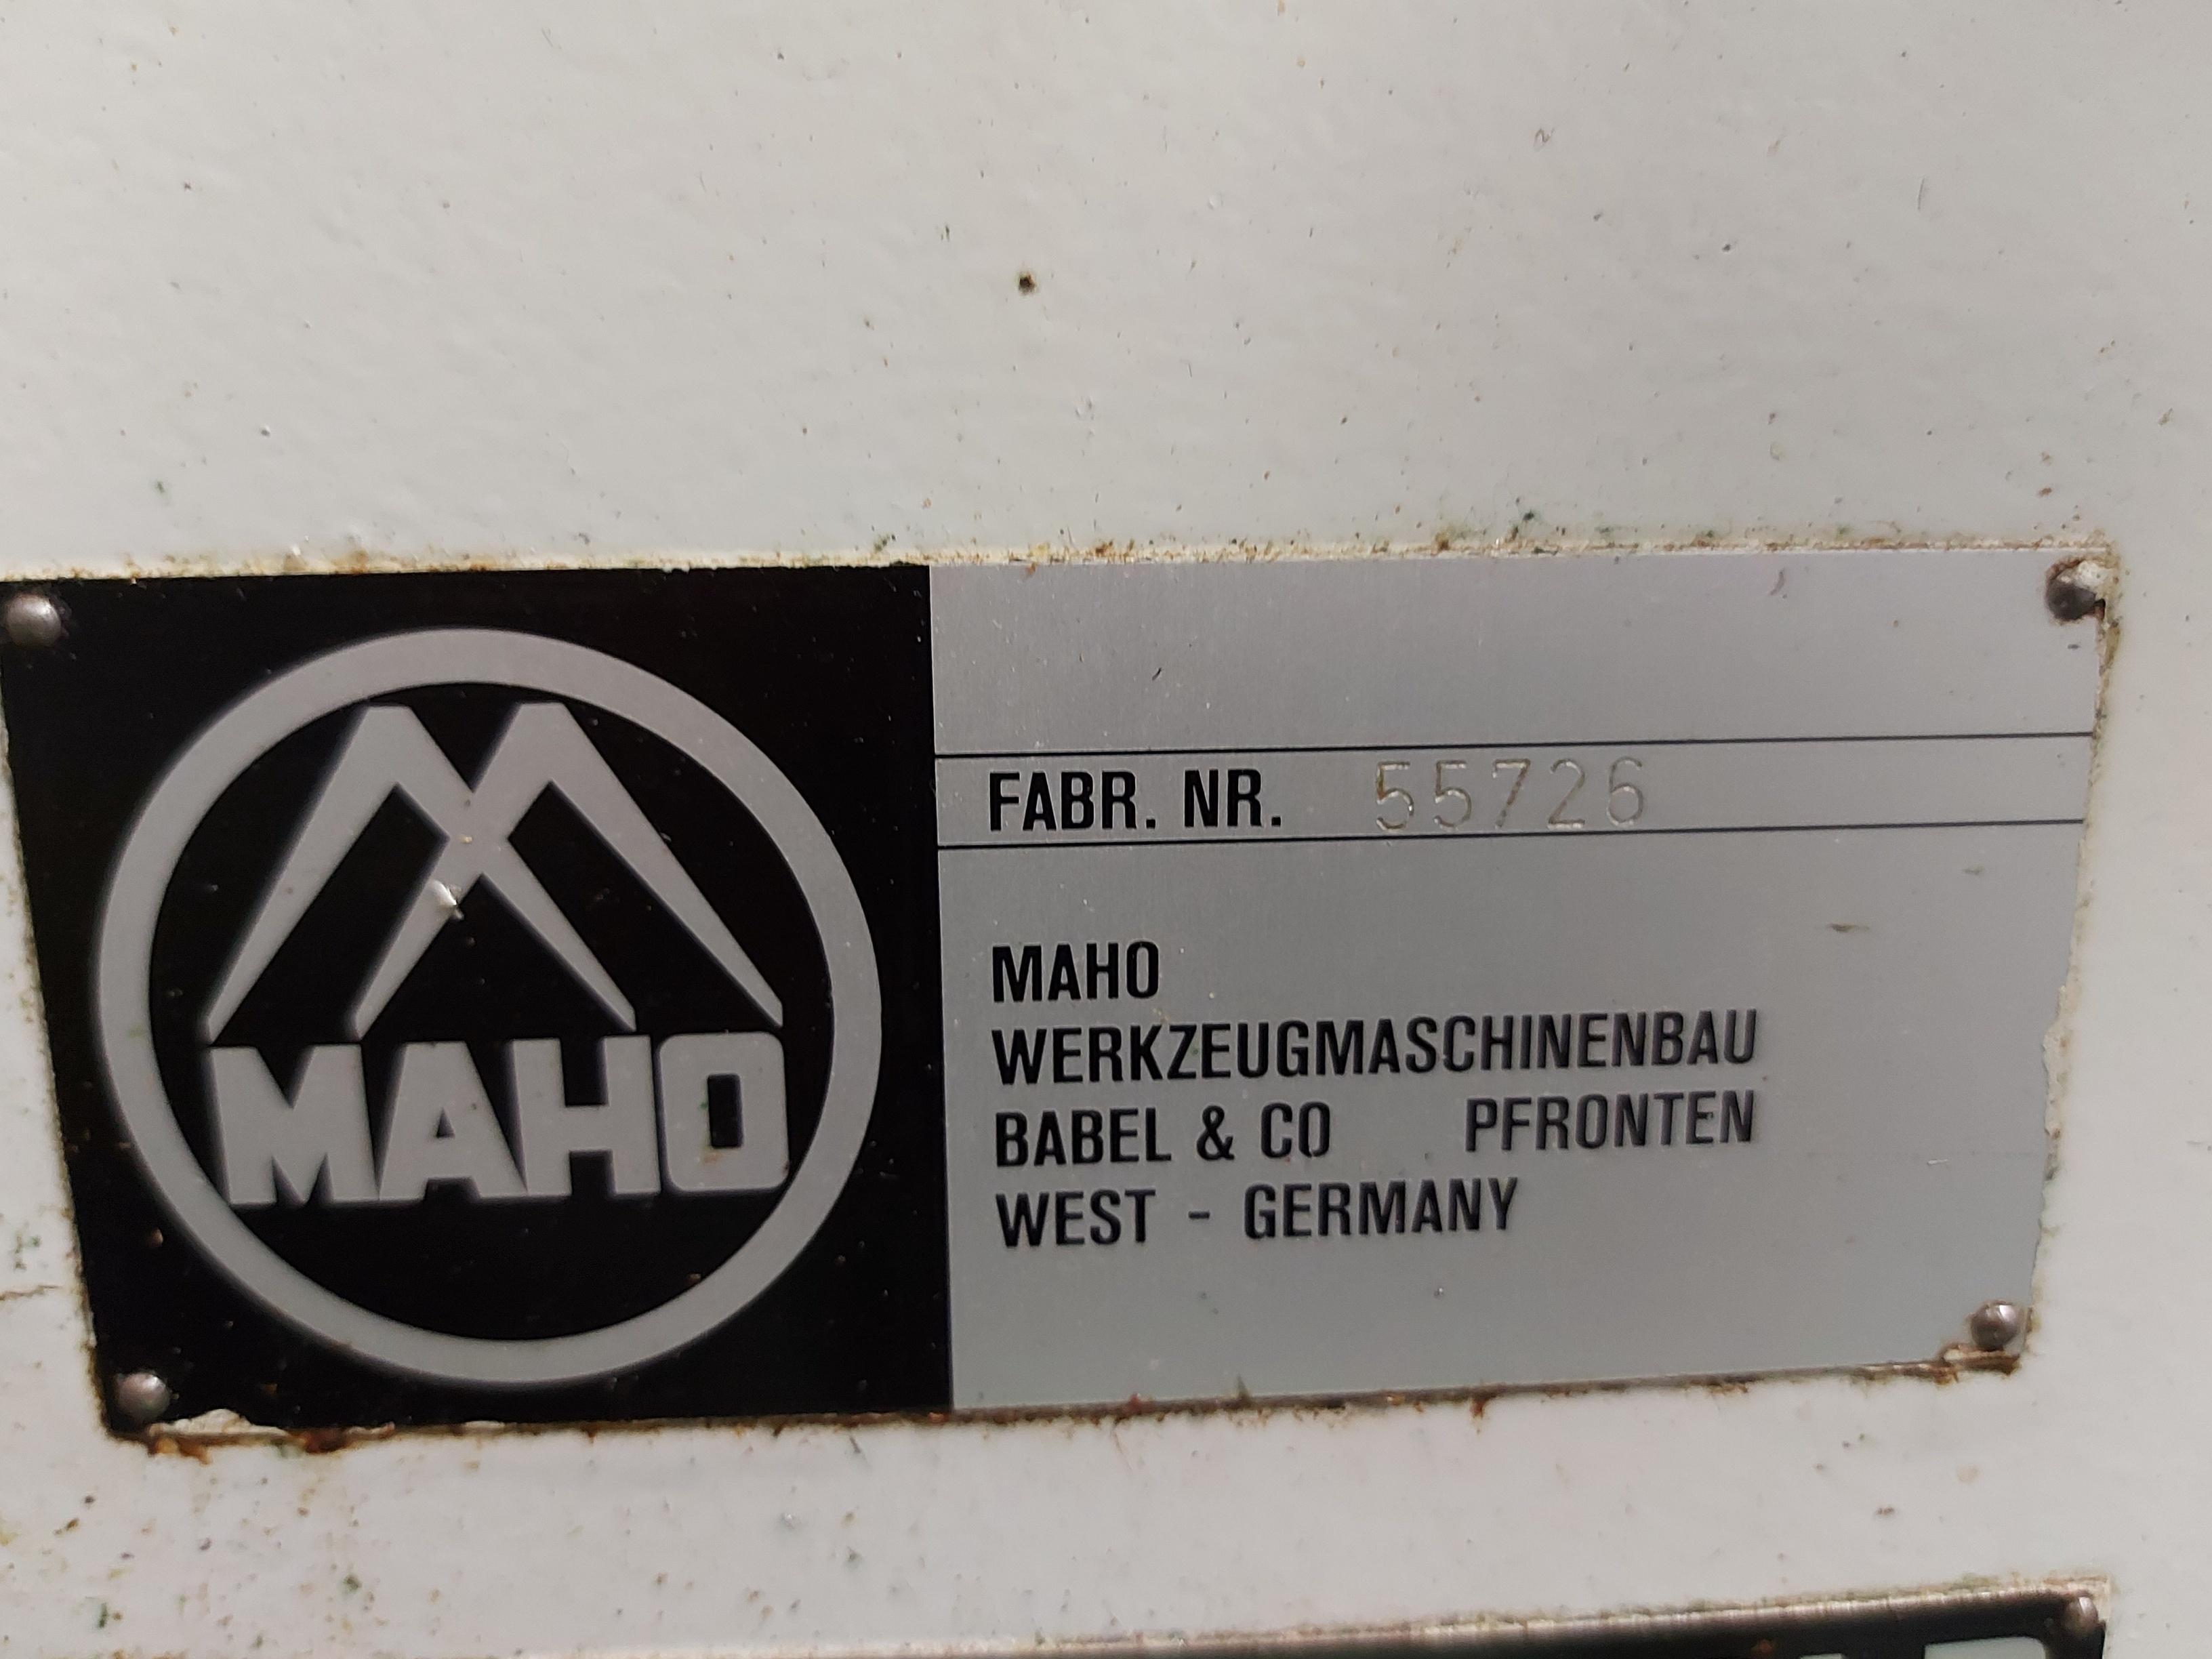 MAHO
FABR. NR. 55726
MAHO
WERKZEUGMASCHINENBAU
BABEL & CO PFRONTEN
WEST - GERMANY